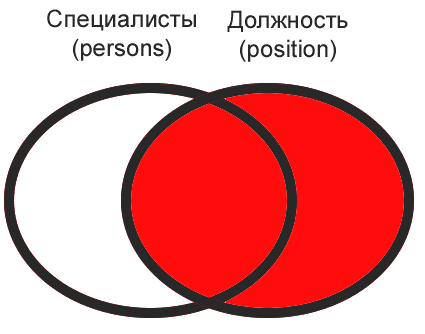 Специалисты Должность
(persons) (position)